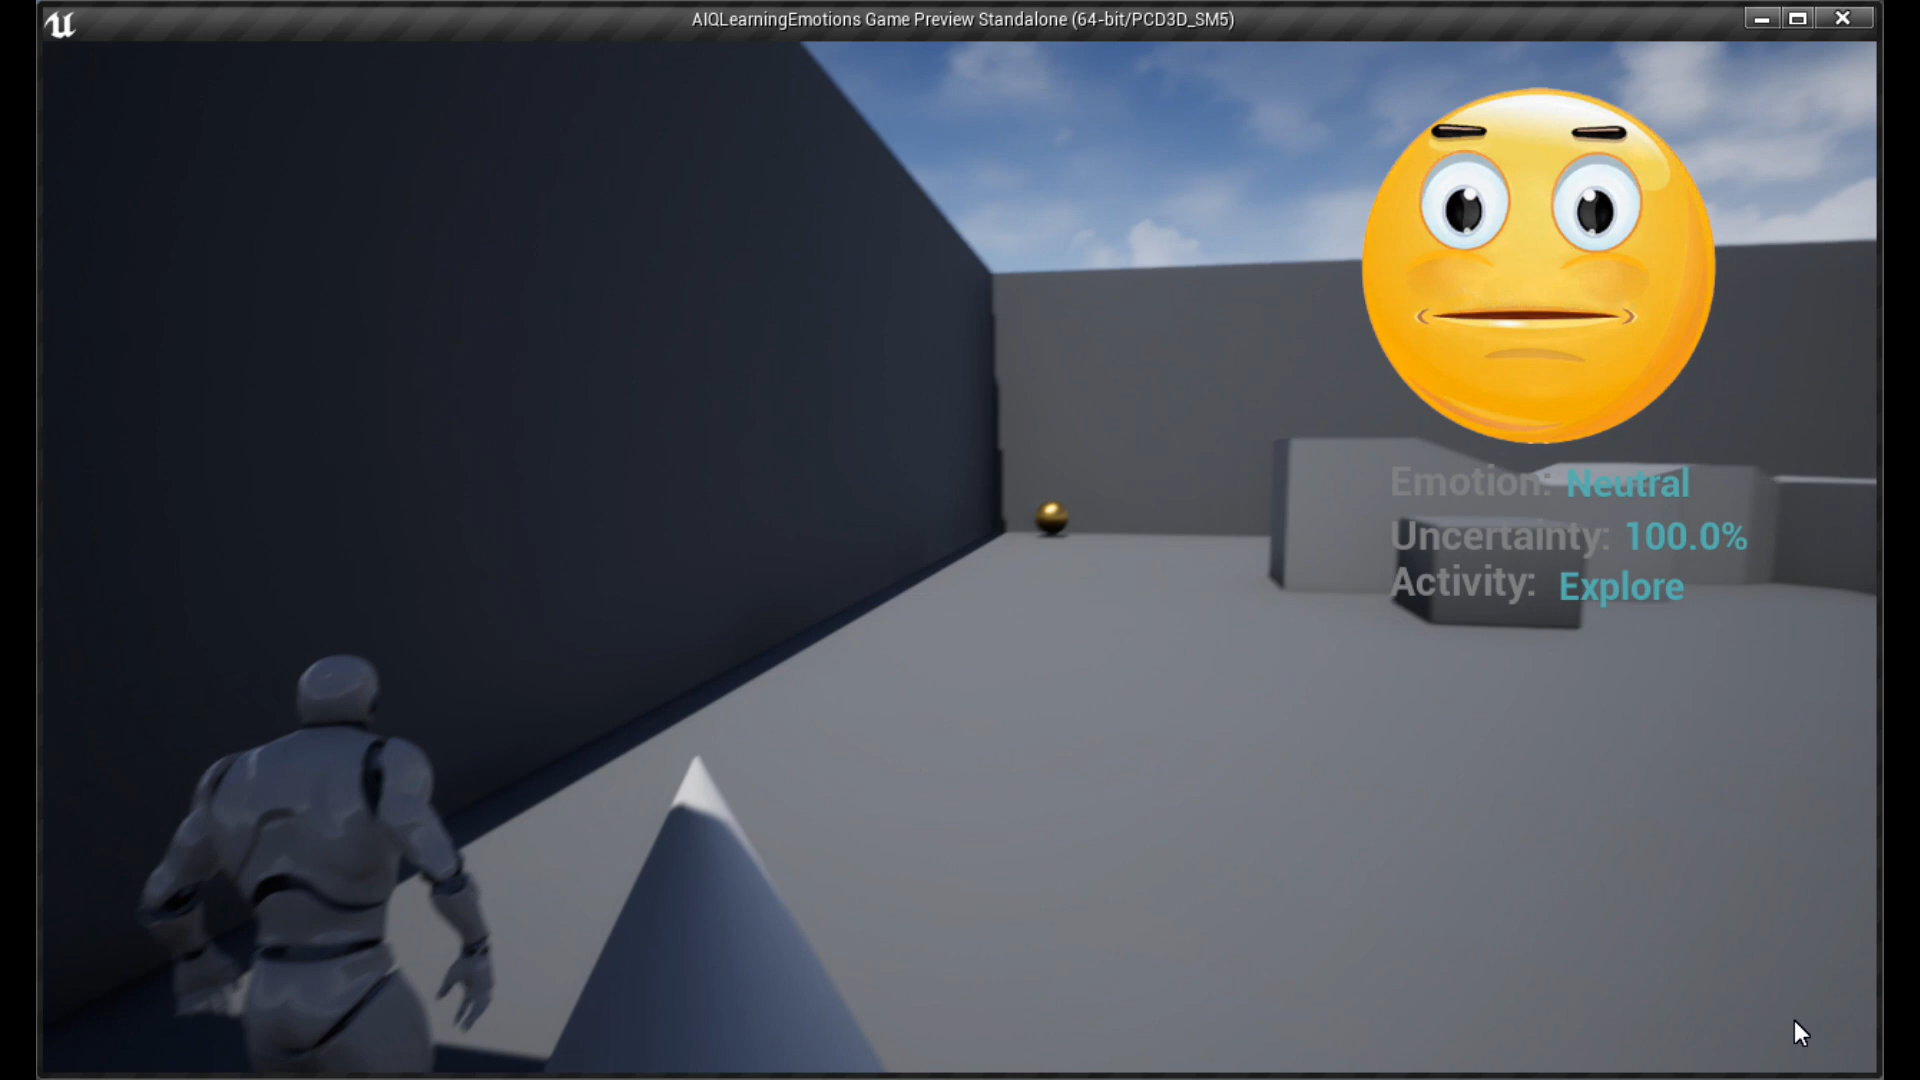 AIQLearningEmotions Game Preview Standalone (64-bit/PCD3D_SM5)
Emotion: Neutral
Uncertainty: 100.0%
Activity: Explore